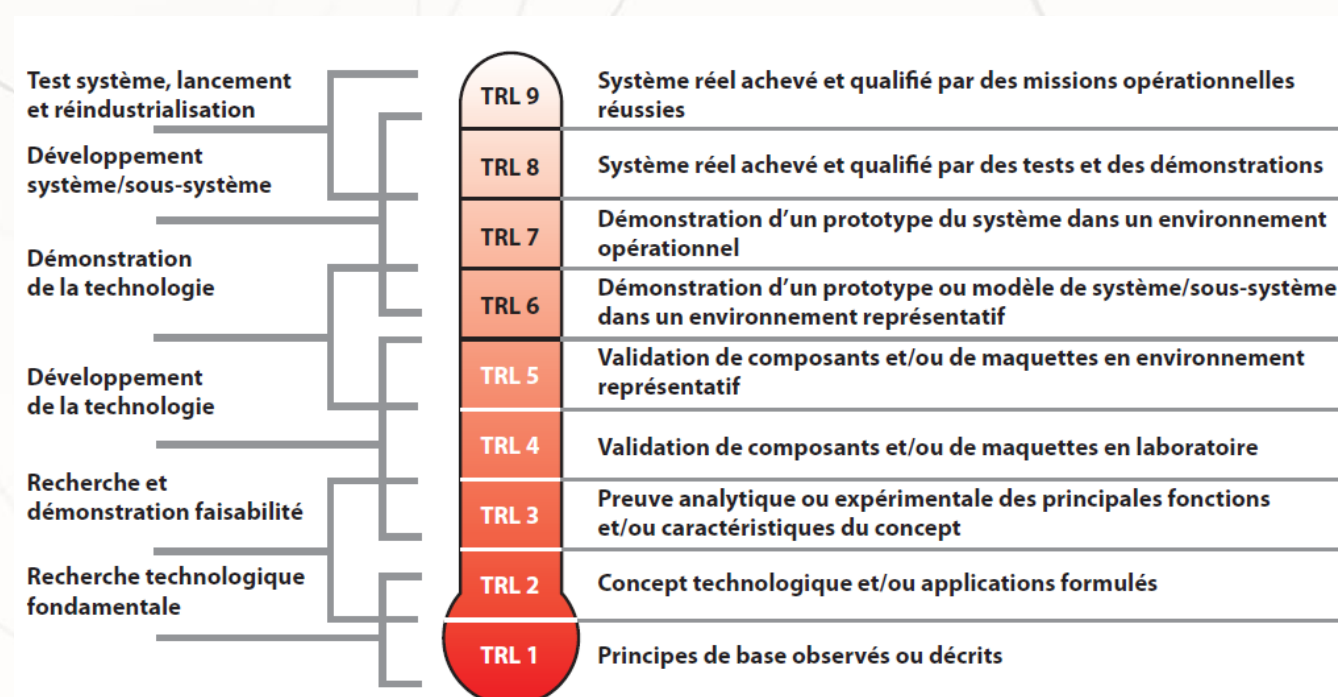 Test système, lancement
et réindustrialisation
Développement
système/sous-système
Démonstration
de la technologie
Développement
de la technologie
Recherche et
démonstration faisabilité
Recherche technologique
fondamentale
TRL 9
Système réel achevé et qualifié par des missions opérationnelles
réussies
TRL 8
Système réel achevé et qualifié par des tests et des démonstrations
TRL 7
Démonstration d’un prototype du système dans un environnement
opérationnel
TRL 6
Démonstration d’un prototype ou modèle de système/sous-système
dans un environnement représentatif
TRL 5
Validation de composants et/ou de maquettes en environnement
représentatif
TRL 4
Validation de composants et/ou de maquettes en laboratoire
TRL 3
Preuve analytique ou expérimentale des principales fonctions
et/ou caractéristiques du concept
TRL 2
Concept technologique et/ou applications formulés
TRL 1
Principes de base observés ou décrits